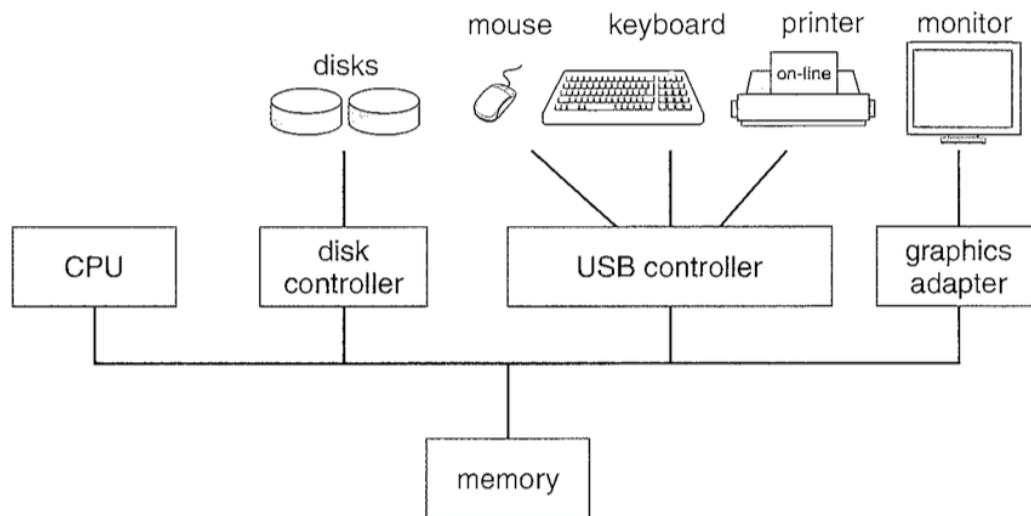 mouse
keyboard
printer
monitor
disks
on-line
CPU
disk
controller
USB controller
graphics
adapter
memory